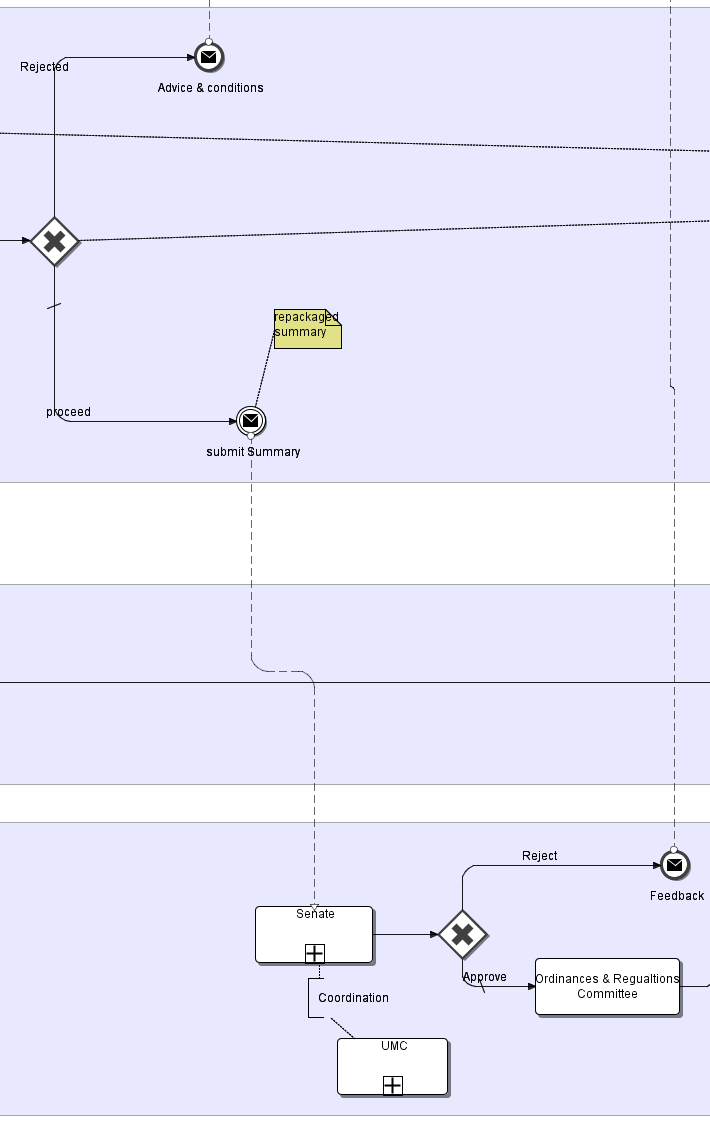 Rejected
Advice & conditions
repackaged
summary
proceed
submit Summary
Reject
Feedback
Senate
Approve
Ordinances & Regualtions
Committee
Coordination
UMC